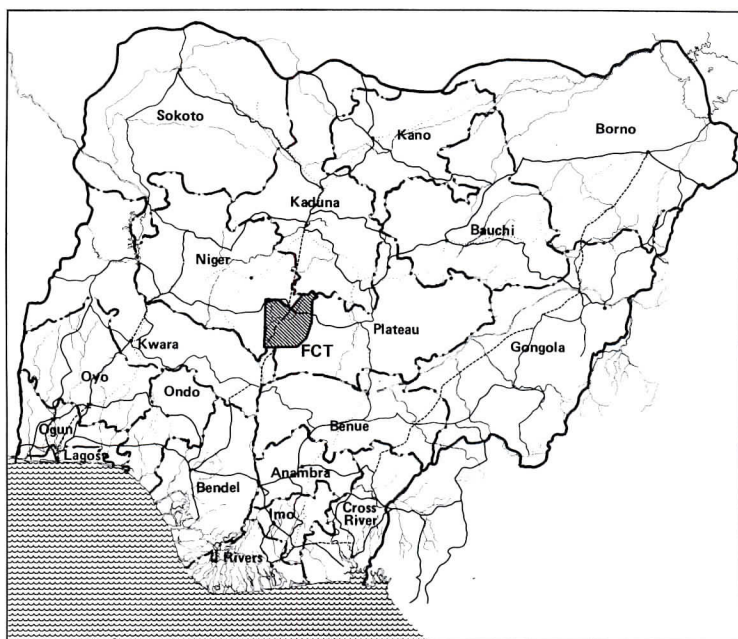 Sokoto
Kano
Borno
Kaduna
Bauchi
Niger
Plateau
Kwara
FCT
Gongola
Oyo
Ondo
Ogun
Benue
Lagos
Anambra
Bendel
Imo
Cross
River
Rivers